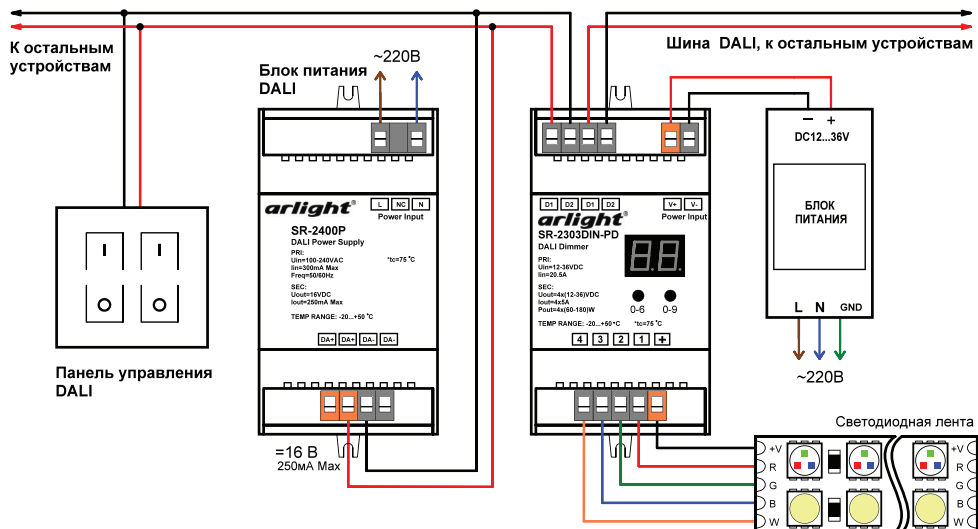 К остальным
устройствам
Шина DALI, к остальным устройствам
Блок питания
DALI
~220В
L NC N
Power Input
arlight®
SR-2400P
DALI Power Supply
PRI:
Uin=100-240VAC
Iin=300mA Max
Freq=50/60Hz
*tc=75 °C
SEC:
Uout=16VDC
Iout=250mA Max
TEMP RANGE: -20...+50 °C
DA+ DA+ DA- DA-
=16 В
250мА Max
I I
O O
Панель управления
DALI
D1 D2 D1 D2
V+ V-
Power Input
arlight®
SR-2303DIN-PD
DALI Dimmer
PRI:
Uin=12-36VDC
Iin=20.5A
SEC:
Uout=4x(12-36)VDC
Iout=4x5A
Pout=4x(60-180)W
88
0-6 0-9
TEMP RANGE: -20...+50°C *tc=75 °C
4 3 2 1 +
− +
DC12...36V
БЛОК
ПИТАНИЯ
L N GND
~220В
Светодиодная лента
+V
R
G
B
W